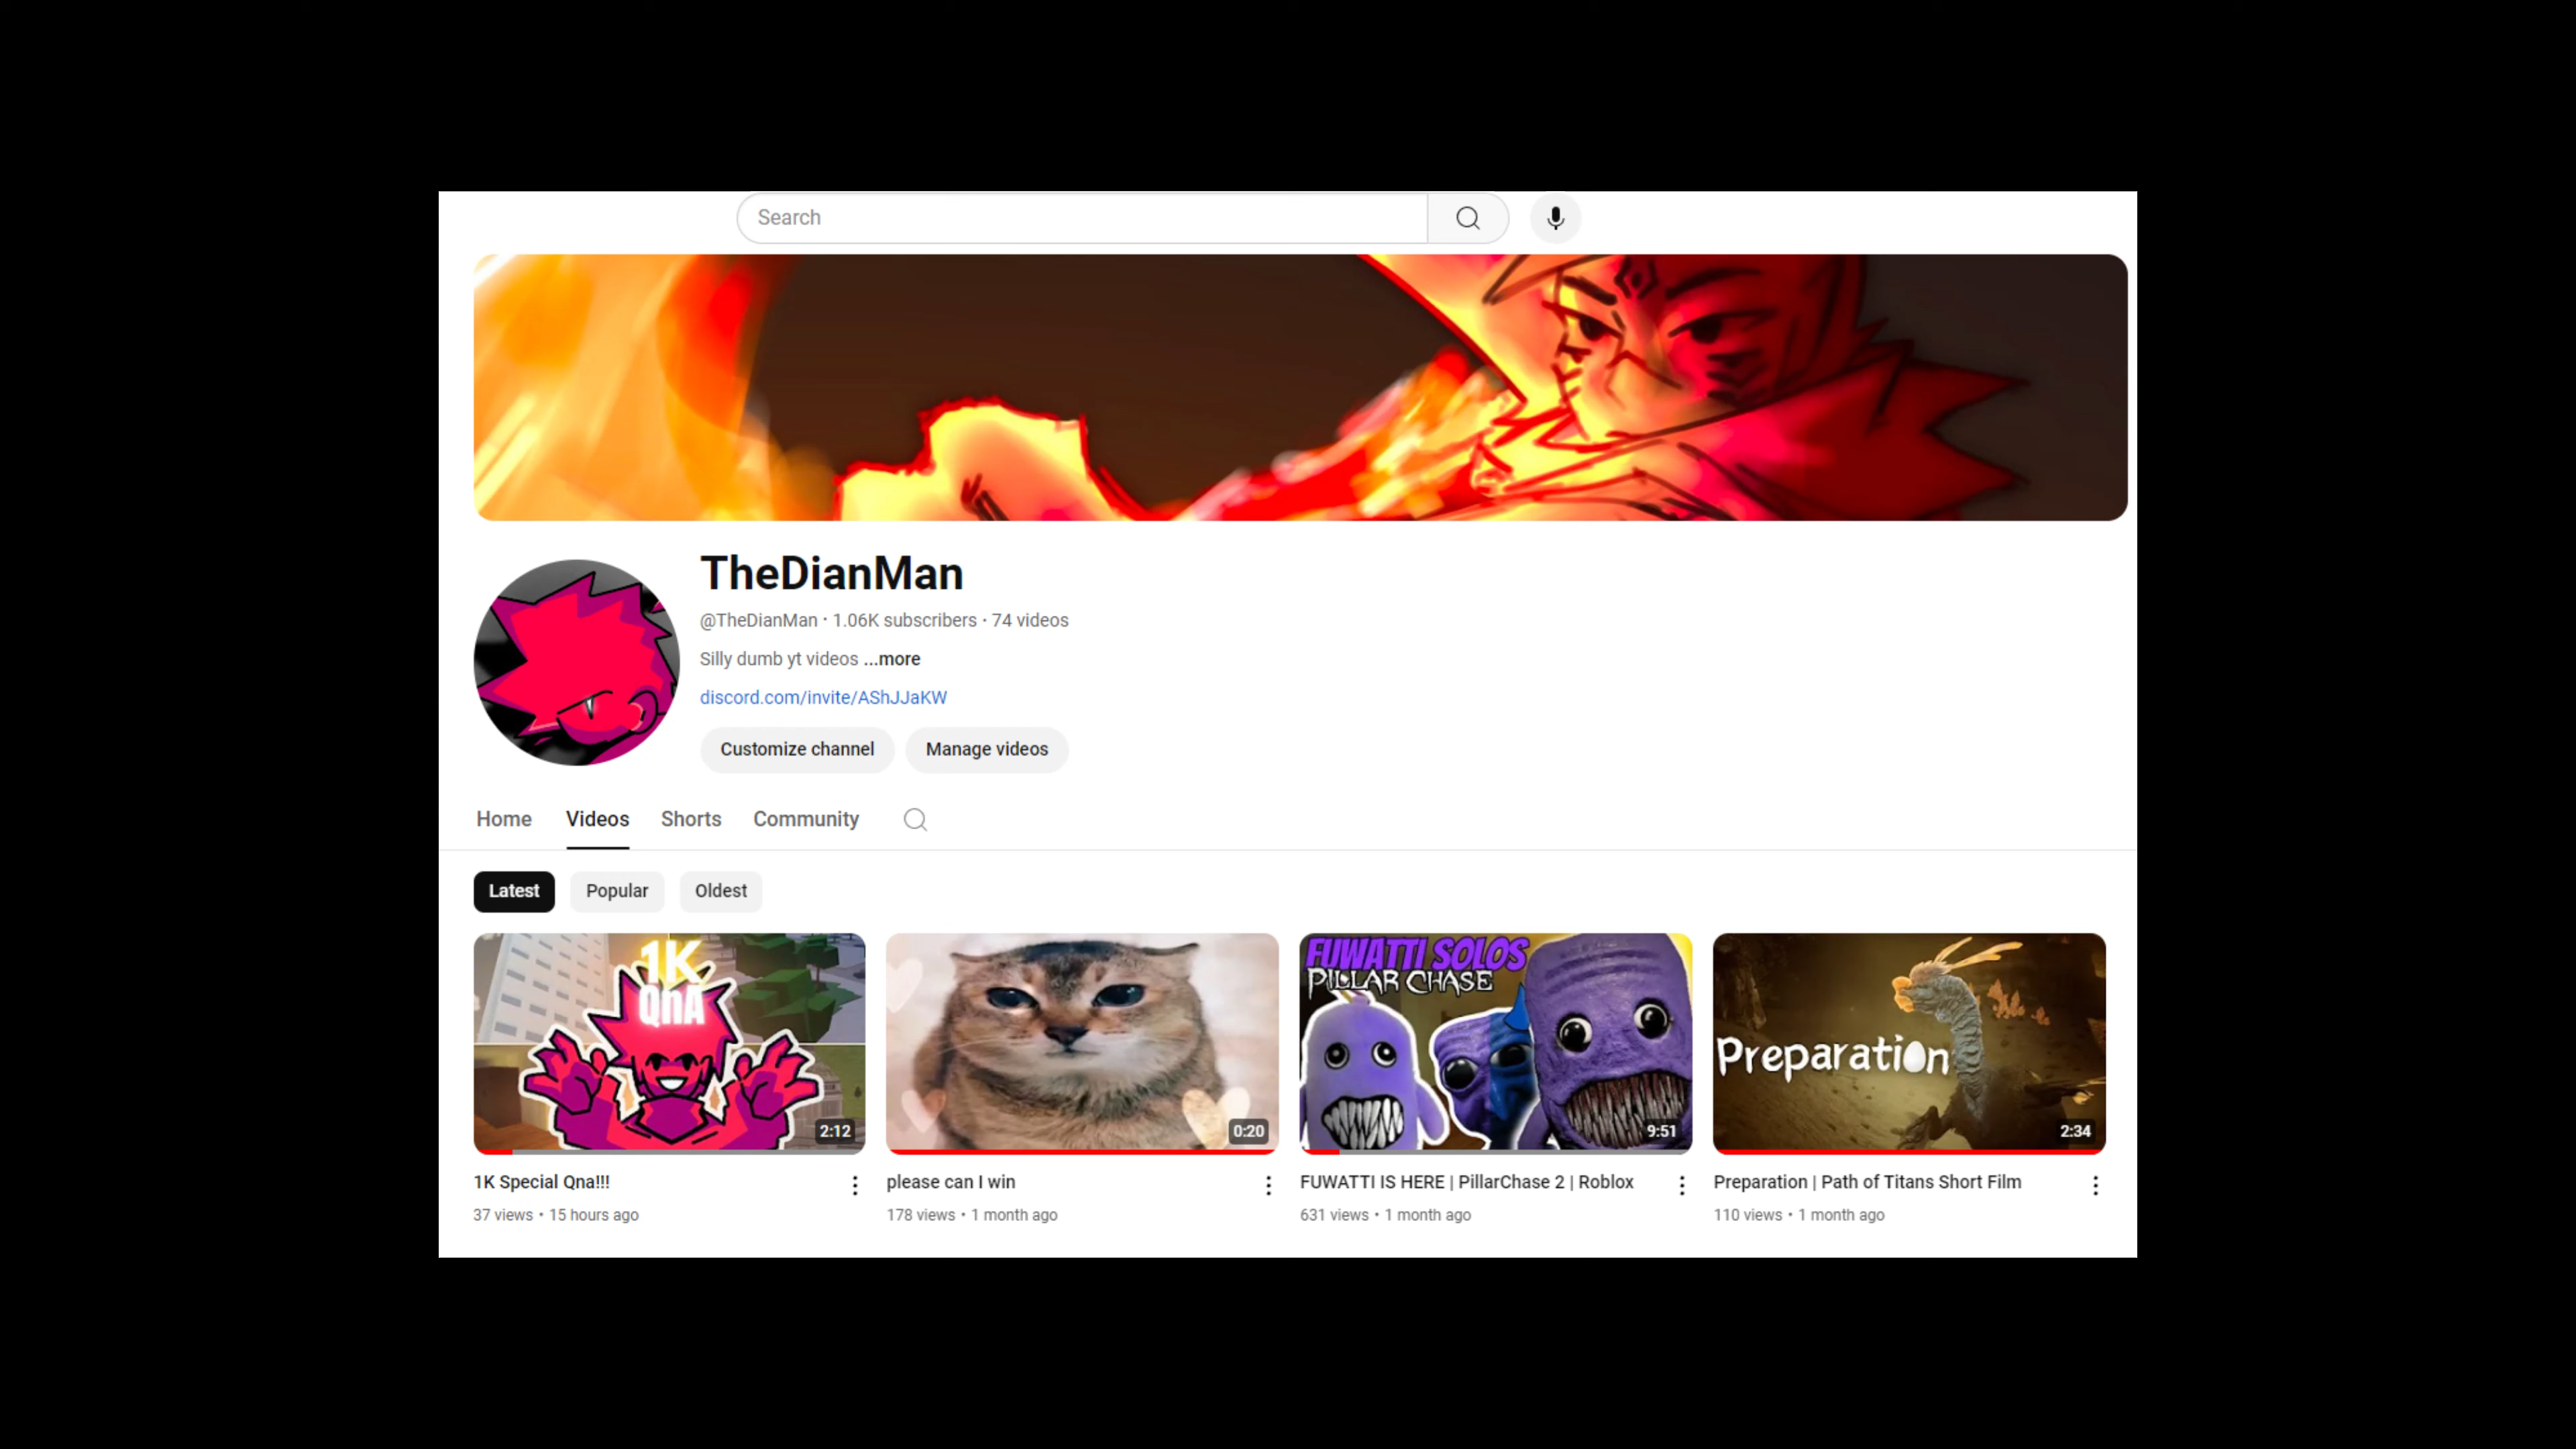 Search
TheDianMan
@TheDianMan • 1.06K subscribers • 74 videos
Silly dumb yt videos ...more
discord.com/invite/AShJJaKW
Customize channel Manage videos
Home Videos Shorts Community
Latest Popular Oldest
1K
QnA
2:12
0:20
FUWATTI SOLOS
PILLAR CHASE
9:51
Preparation
2:34
1K Special Qna!!!
37 views • 15 hours ago
please can I win
178 views • 1 month ago
FUWATTI IS HERE | PillarChase 2 | Roblox
631 views • 1 month ago
Preparation | Path of Titans Short Film
110 views • 1 month ago